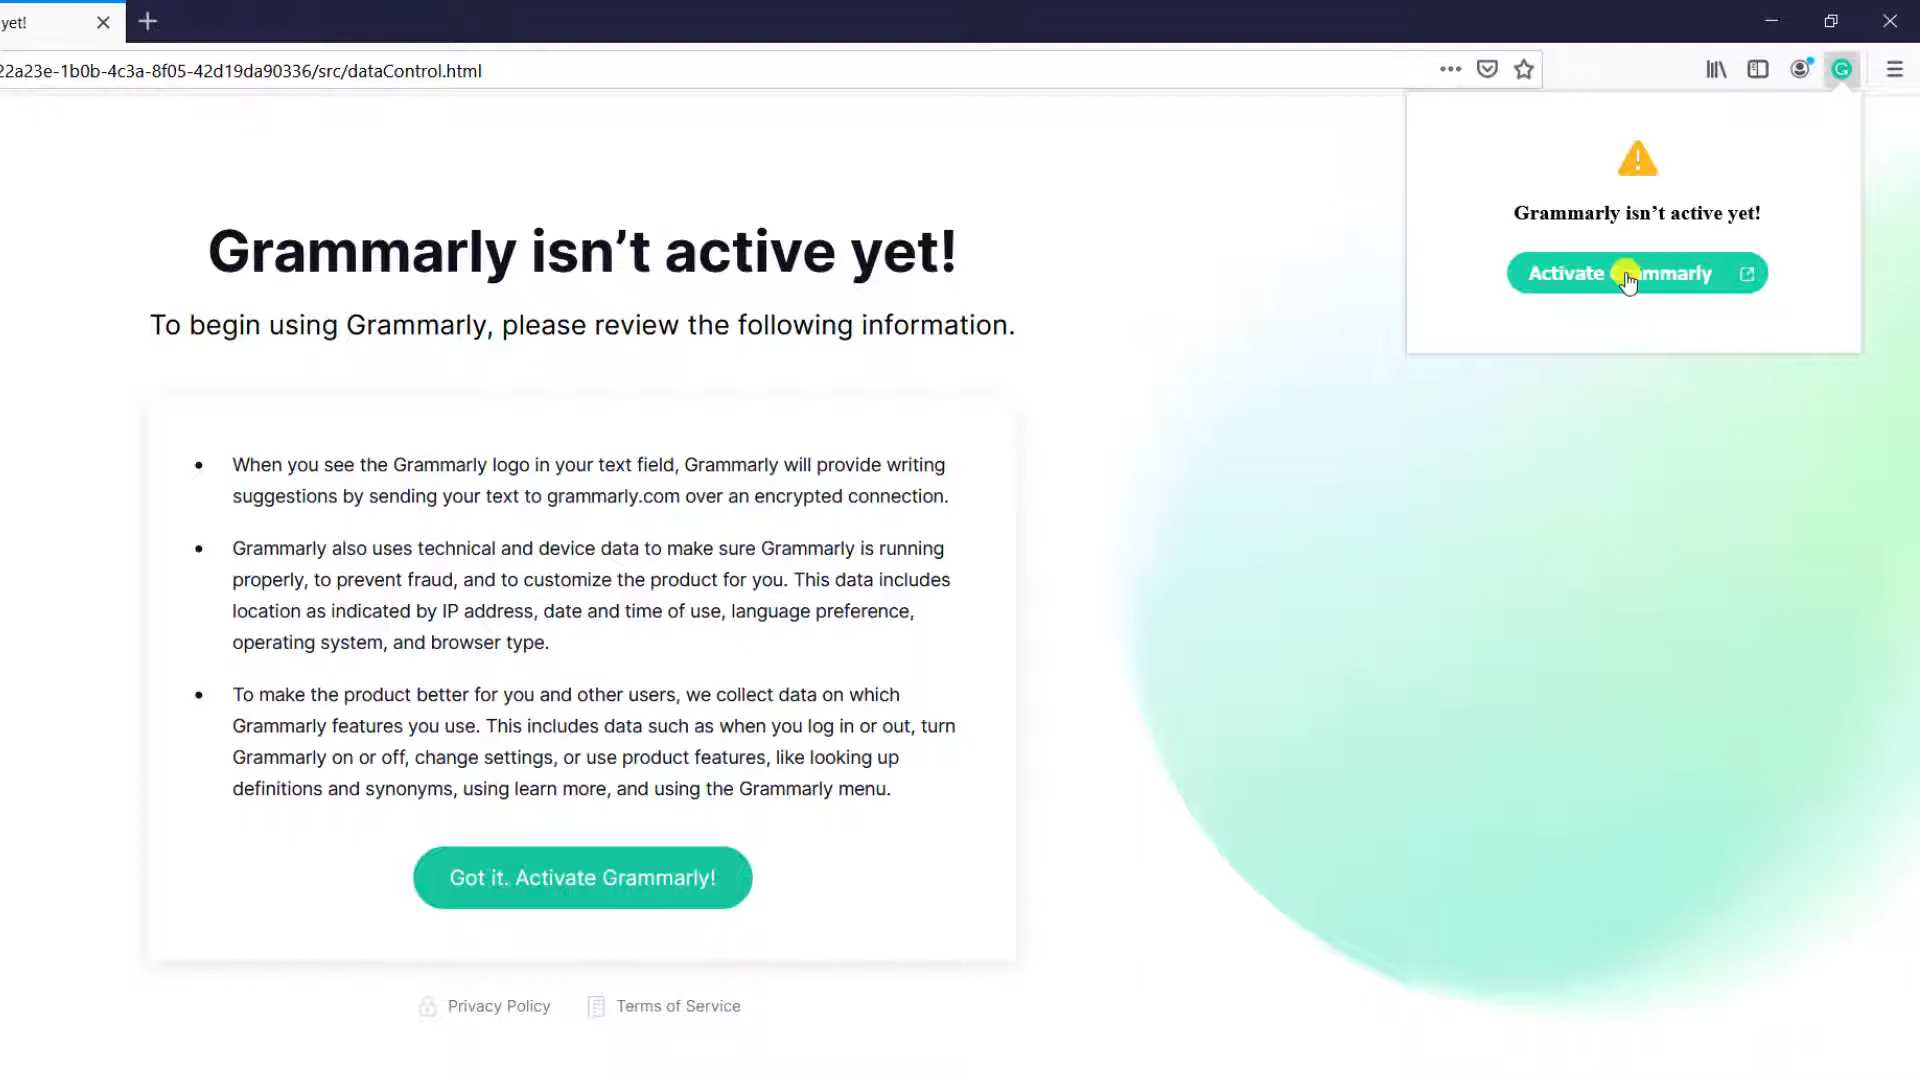 yet!
22a23e-1b0b-4c3a-8f05-42d19da90336/src/dataControl.html
Grammarly isn’t active yet!
Activate mmarly
Grammarly isn’t active yet!
To begin using Grammarly, please review the following information.
When you see the Grammarly logo in your text field, Grammarly will provide writing
suggestions by sending your text to grammarly.com over an encrypted connection.
Grammarly also uses technical and device data to make sure Grammarly is running
properly, to prevent fraud, and to customize the product for you. This data includes
location as indicated by IP address, date and time of use, language preference,
operating system, and browser type.
To make the product better for you and other users, we collect data on which
Grammarly features you use. This includes data such as when you log in or out, turn
Grammarly on or off, change settings, or use product features, like looking up
definitions and synonyms, using learn more, and using the Grammarly menu.
Got it. Activate Grammarly!
Privacy Policy
Terms of Service